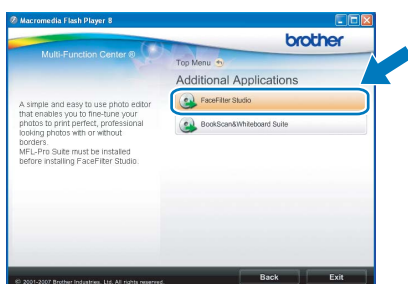 Macromedia Flash Player 8
brother
Multi-Function Center ®
Top Menu
Additional Applications
FaceFilter Studio
BookScan&Whiteboard Suite
A simple and easy to use photo editor
that enables you to fine-tune your
photos to print perfect, professional
looking photos with or without
borders.
MFL-Pro Suite must be installed
before installing FaceFilter Studio.
© 2001-2007 Brother Industries, Ltd. All rights reserved.
Back
Exit